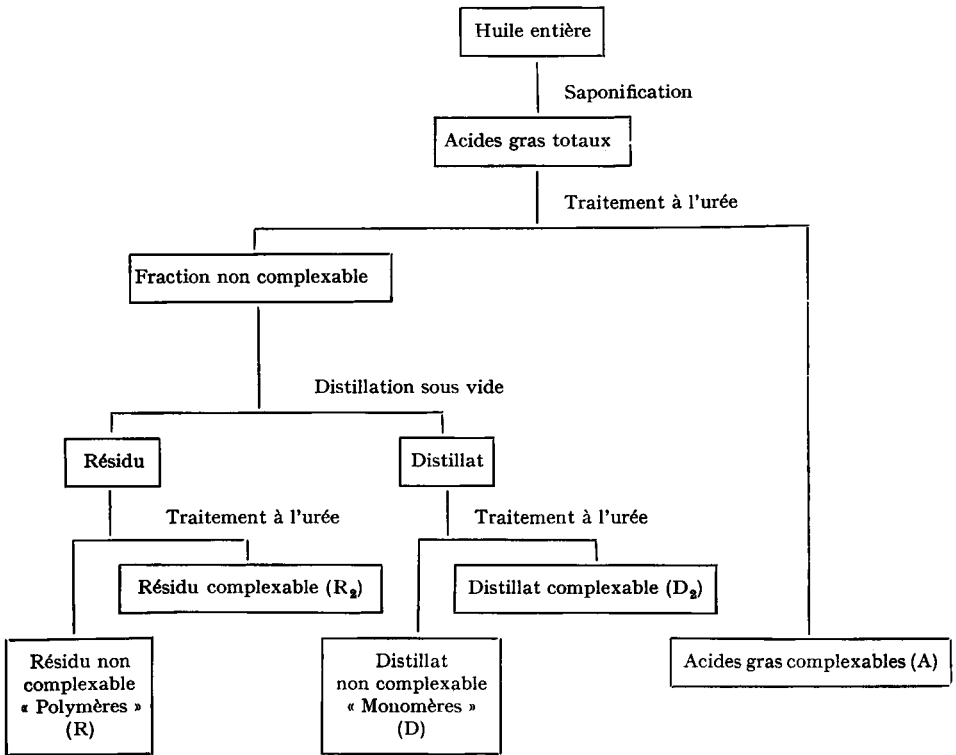 Huile entière
Saponification
Acides gras totaux
Traitement à l'urée
Fraction non complexable
Distillation sous vide
Résidu
Distillat
Traitement à l'urée
Traitement à l'urée
Résidu complexable (R₂)
Distillat complexable (D₂)
Résidu non
complexable
« Polymères »
(R)
Distillat
non complexable
« Monomères »
(D)
Acides gras complexables (A)